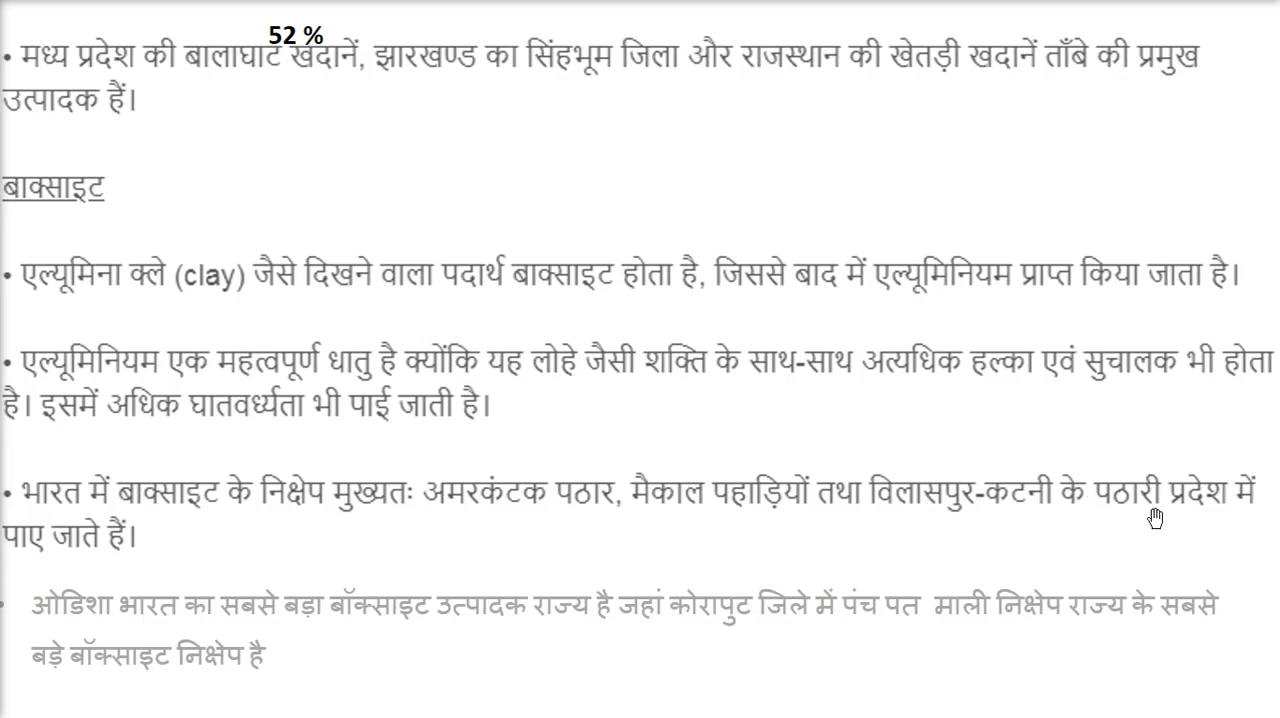 52 %
• मध्य प्रदेश की बालाघाट खदानें, झारखण्ड का सिंहभूम जिला और राजस्थान की खेतड़ी खदानें ताँबे की प्रमुख
उत्पादक हैं।
बाक्साइट
• एल्यूमिना क्ले (clay) जैसे दिखने वाला पदार्थ बाक्साइट होता है, जिससे बाद में एल्यूमिनियम प्राप्त किया जाता है।
• एल्यूमिनियम एक महत्वपूर्ण धातु है क्योंकि यह लोहे जैसी शक्ति के साथ-साथ अत्यधिक हल्का एवं सुचालक भी होता
है। इसमें अधिक घातवर्ध्यता भी पाई जाती है।
• भारत में बाक्साइट के निक्षेप मुख्यतः अमरकंटक पठार, मैकाल पहाड़ियों तथा विलासपुर-कटनी के पठारी प्रदेश में
पाए जाते हैं।
• ओडिशा भारत का सबसे बड़ा बॉक्साइट उत्पादक राज्य है जहां कोरापुट जिले में पंच पत माली निक्षेप राज्य के सबसे
बड़े बॉक्साइट निक्षेप है